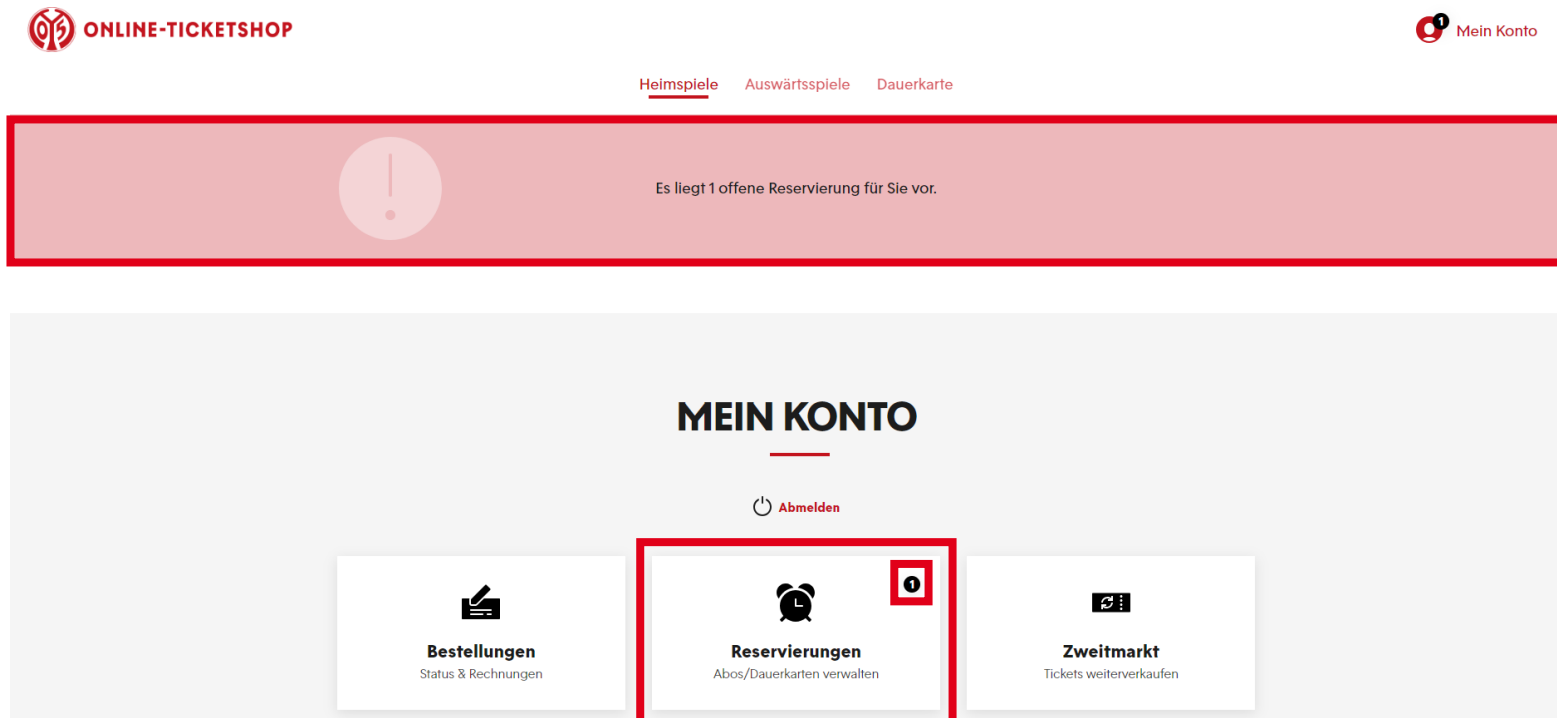 ONLINE-TICKETSHOP
1
Mein Konto
Heimspiele Auswärtsspiele Dauerkarte
Es liegt 1 offene Reservierung für Sie vor.
MEIN KONTO
Abmelden
1
Bestellungen
Status & Rechnungen
Reservierungen
Abos/Dauerkarten verwalten
Zweitmarkt
Tickets weiterverkaufen